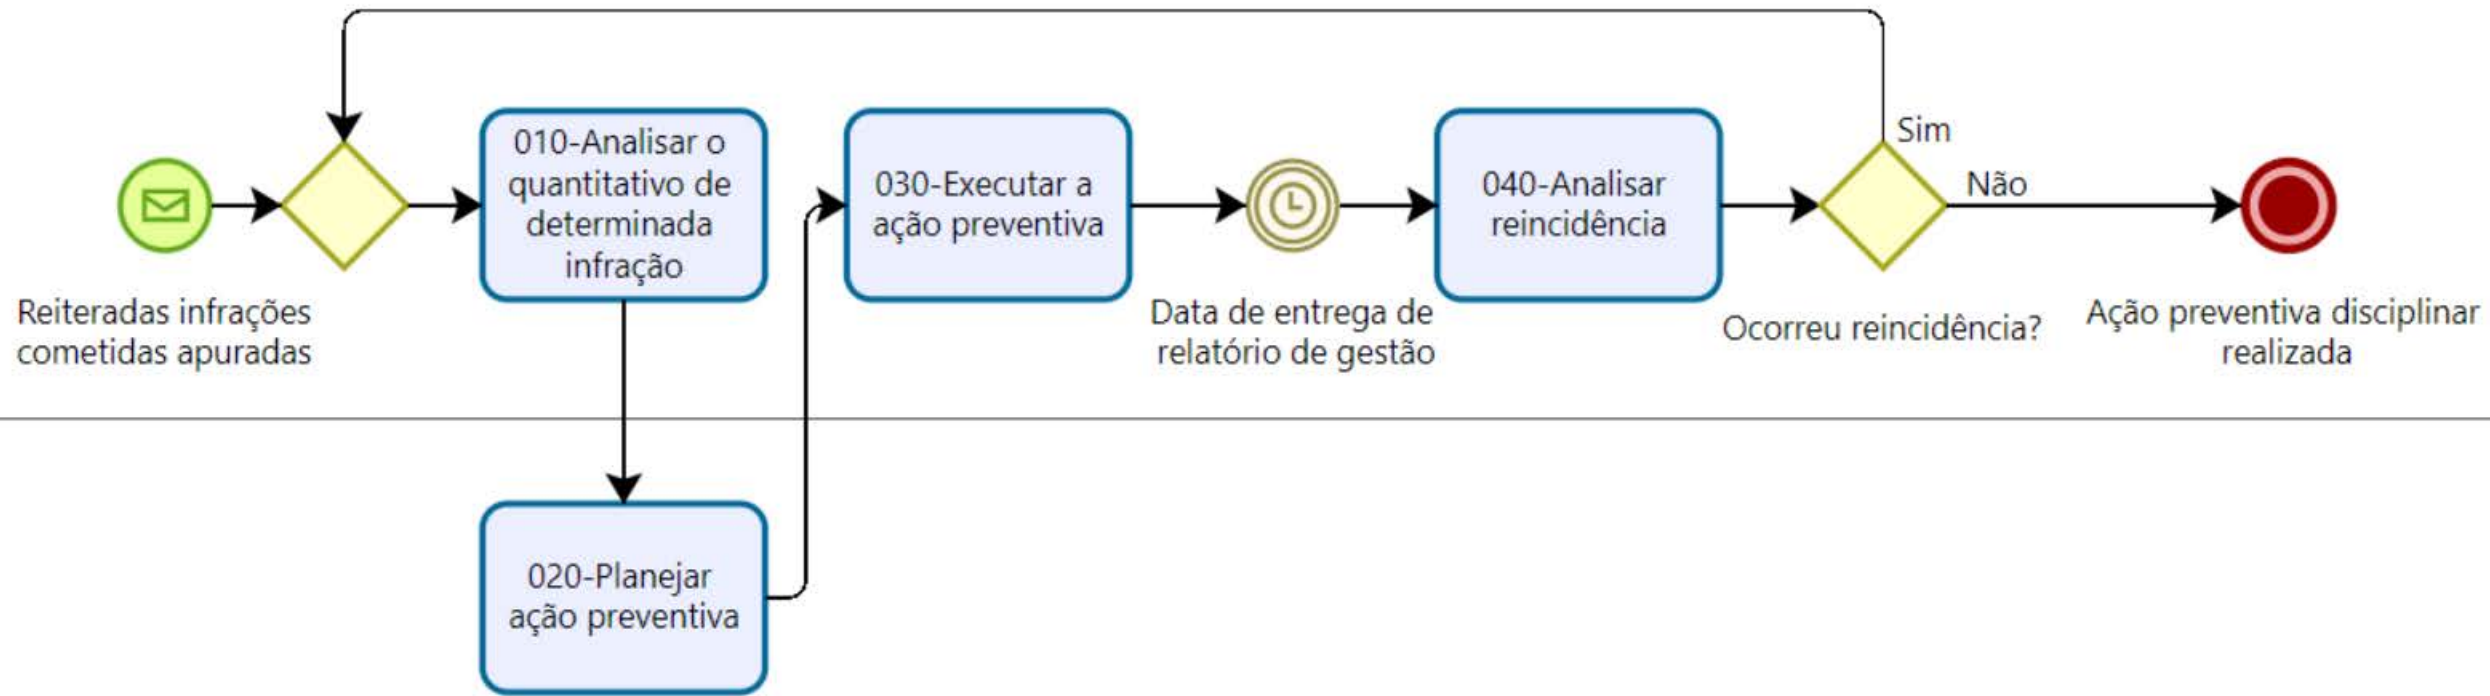 Reiteradas infrações
cometidas apuradas
010-Analisar o
quantitativo de
determinada
infração
020-Planejar
ação preventiva
030-Executar a
ação preventiva
Data de entrega de
relatório de gestão
040-Analisar
reincidência
Ocorreu reincidência?
Sim
Não
Ação preventiva disciplinar
realizada